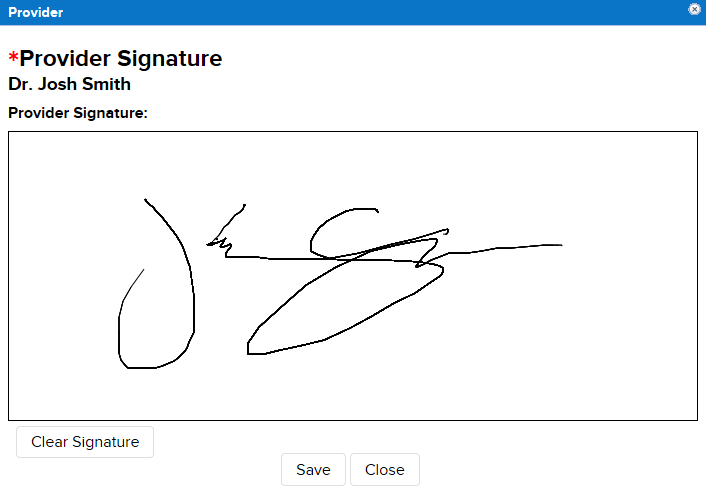 Provider
*Provider Signature
Dr. Josh Smith
Provider Signature:
Clear Signature
Save Close